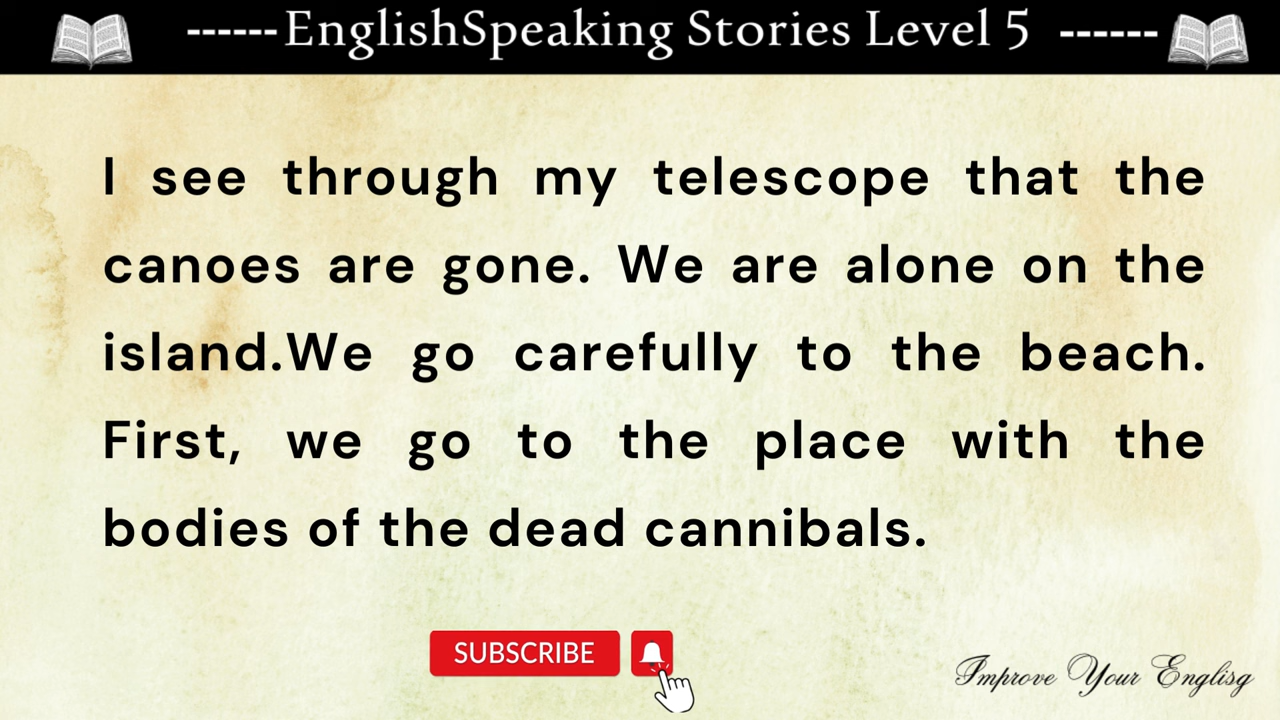 ------EnglishSpeaking Stories Level 5 ------
I see through my telescope that the
canoes are gone. We are alone on the
island.We go carefully to the beach.
First, we go to the place with the
bodies of the dead cannibals.
SUBSCRIBE
Improve Your Englisg